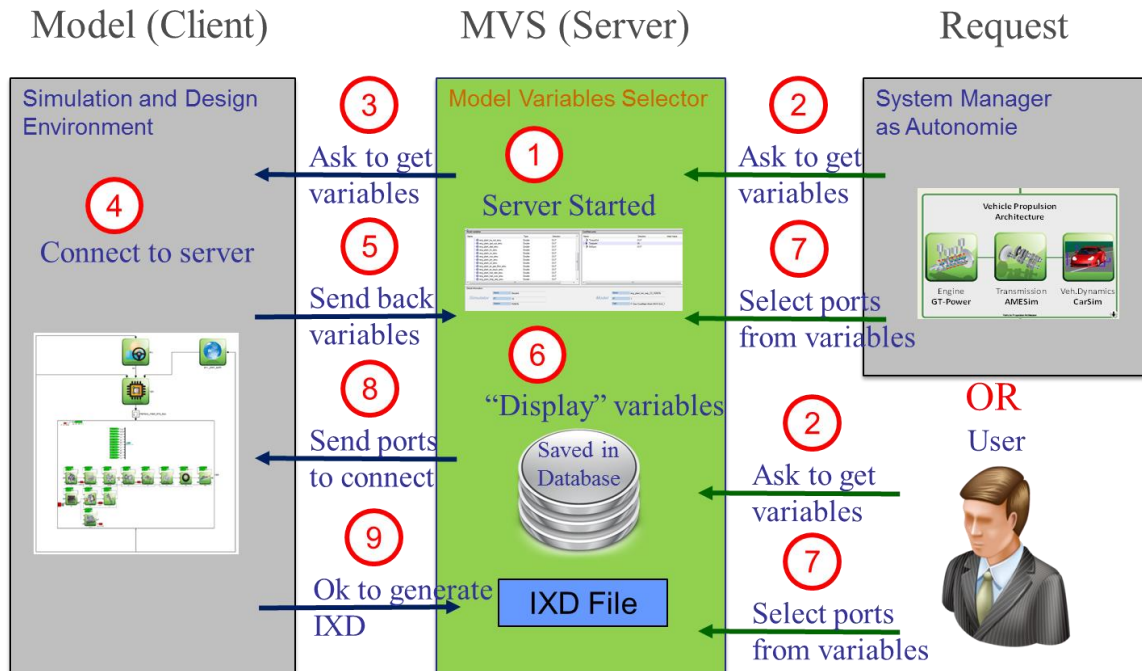 Model (Client)
MVS (Server)
Request
Simulation and Design
Environment
3
Ask to get
variables
4
Connect to server
5
Send back
variables
8
Send ports
to connect
9
Ok to generate
IXD
Model Variables Selector
1
Server Started
6
“Display” variables
Saved in
Database
IXD File
2
Ask to get
variables
7
Select ports
from variables
System Manager
as Autonomie
Vehicle Propulsion
Architecture
Engine
GT-Power
Transmission
AMESim
Veh.Dynamics
CarSim
OR
User
2
Ask to get
variables
7
Select ports
from variables